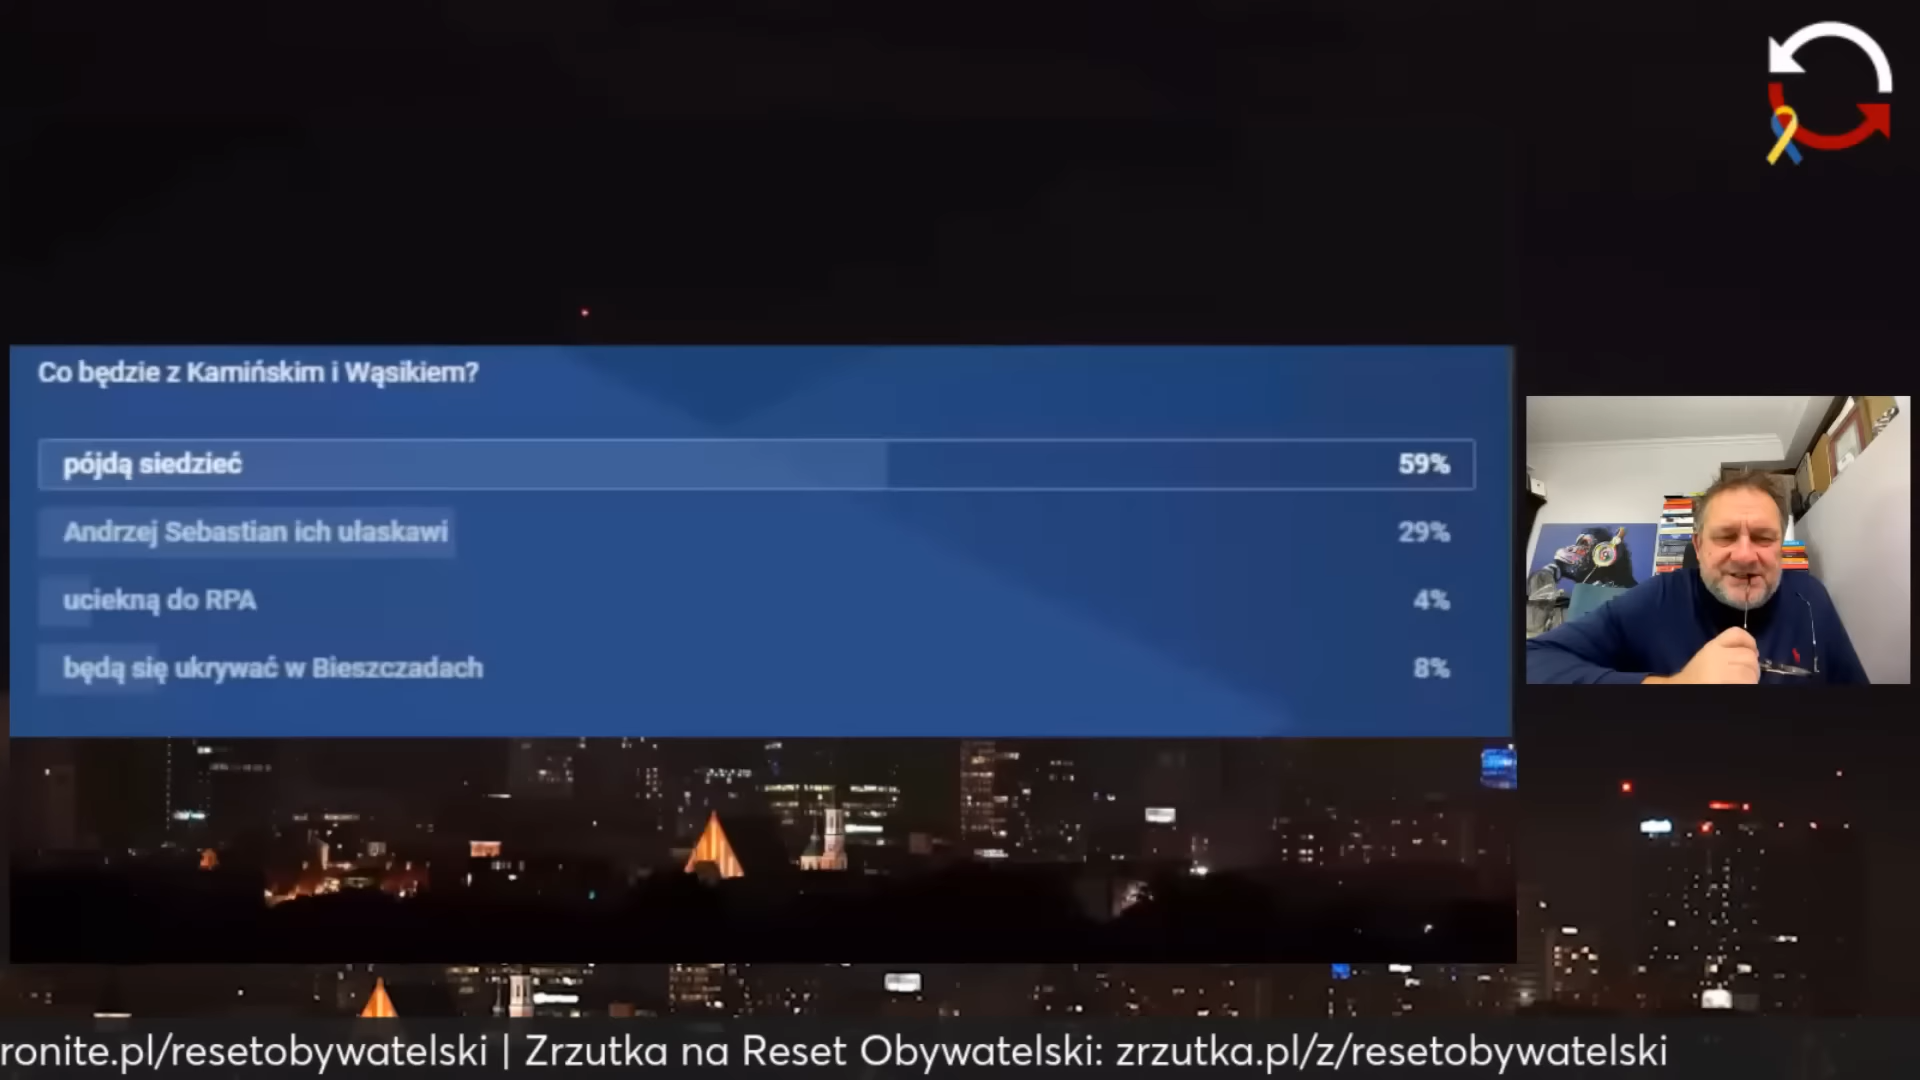 Co będzie z Kamińskim i Wąsikiem?
pójdą siedzieć 59%
Andrzej Sebastian ich ułaskawi 29%
uciekną do RPA 4%
będą się ukrywać w Bieszczadach 8%
ronite.pl/resetobywatelski | Zrzutka na Reset Obywatelski: zrzutka.pl/z/resetobywatelski